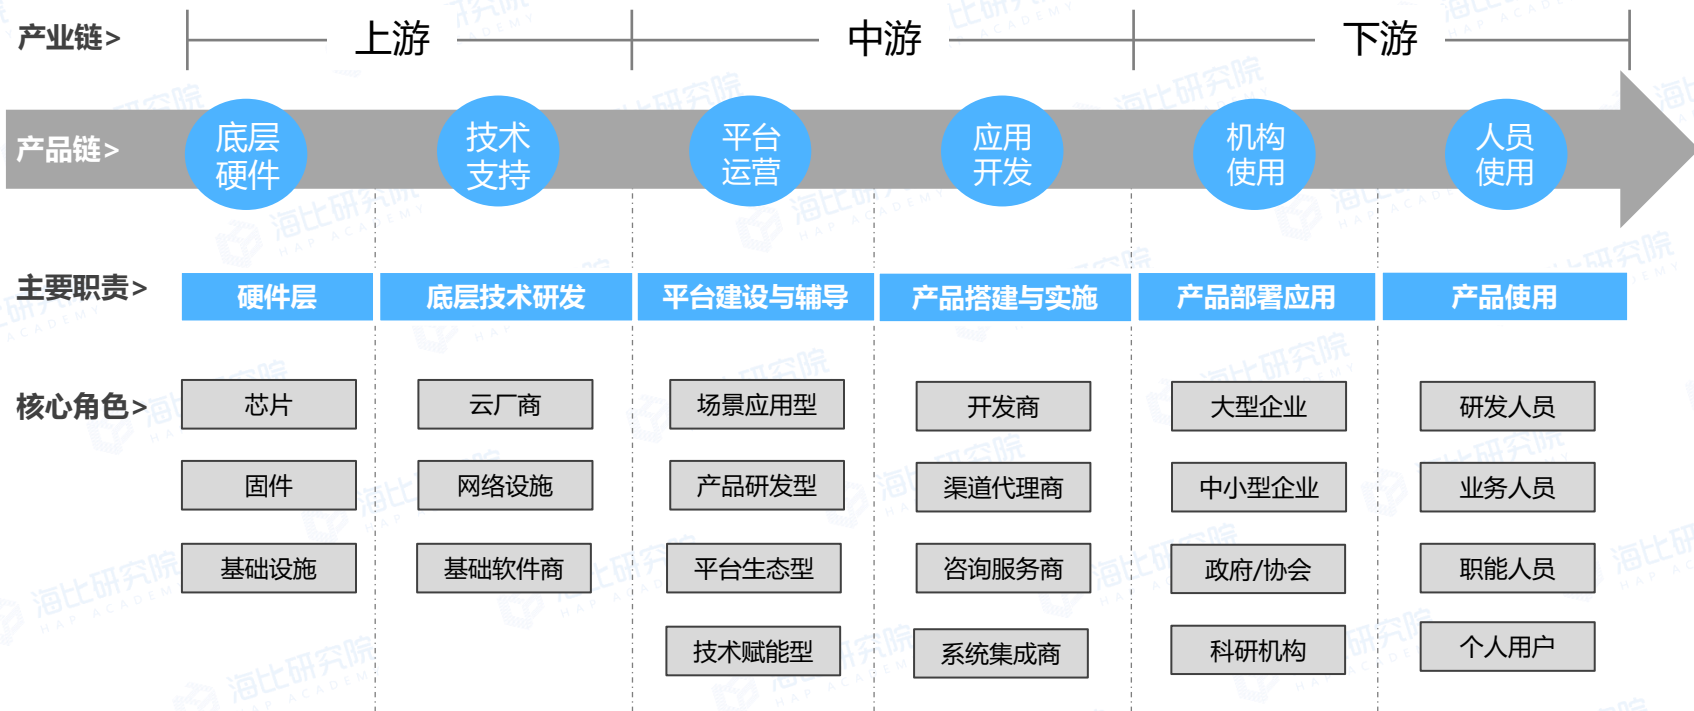 产业链>
上游
中游
下游
产品链>
底层
硬件
技术
支持
平台
运营
应用
开发
机构
使用
人员
使用
主要职责>
硬件层
底层技术研发
平台建设与辅导
产品搭建与实施
产品部署应用
产品使用
核心角色>
芯片
云厂商
场景应用型
开发商
大型企业
研发人员
固件
网络设施
产品研发型
渠道代理商
中小型企业
业务人员
基础设施
基础软件商
平台生态型
咨询服务商
政府/协会
职能人员
技术赋能型
系统集成商
科研机构
个人用户
海比研究院
HAP ACADEMY